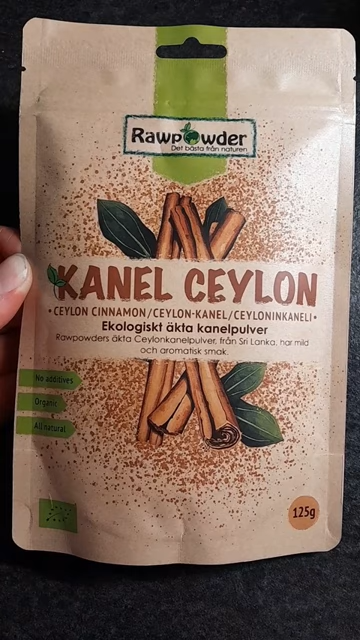 Rawpowder
Det bästa från naturen
KANEL CEYLON
• CEYLON CINNAMON/CEYLON-KANEL/CEYLONINKANELI •
Ekologiskt äkta kanelpulver
Rawpowders äkta Ceylonkanelpulver, från Sri Lanka, har mild
och aromatisk smak.
No additives
Organic
All natural
125g